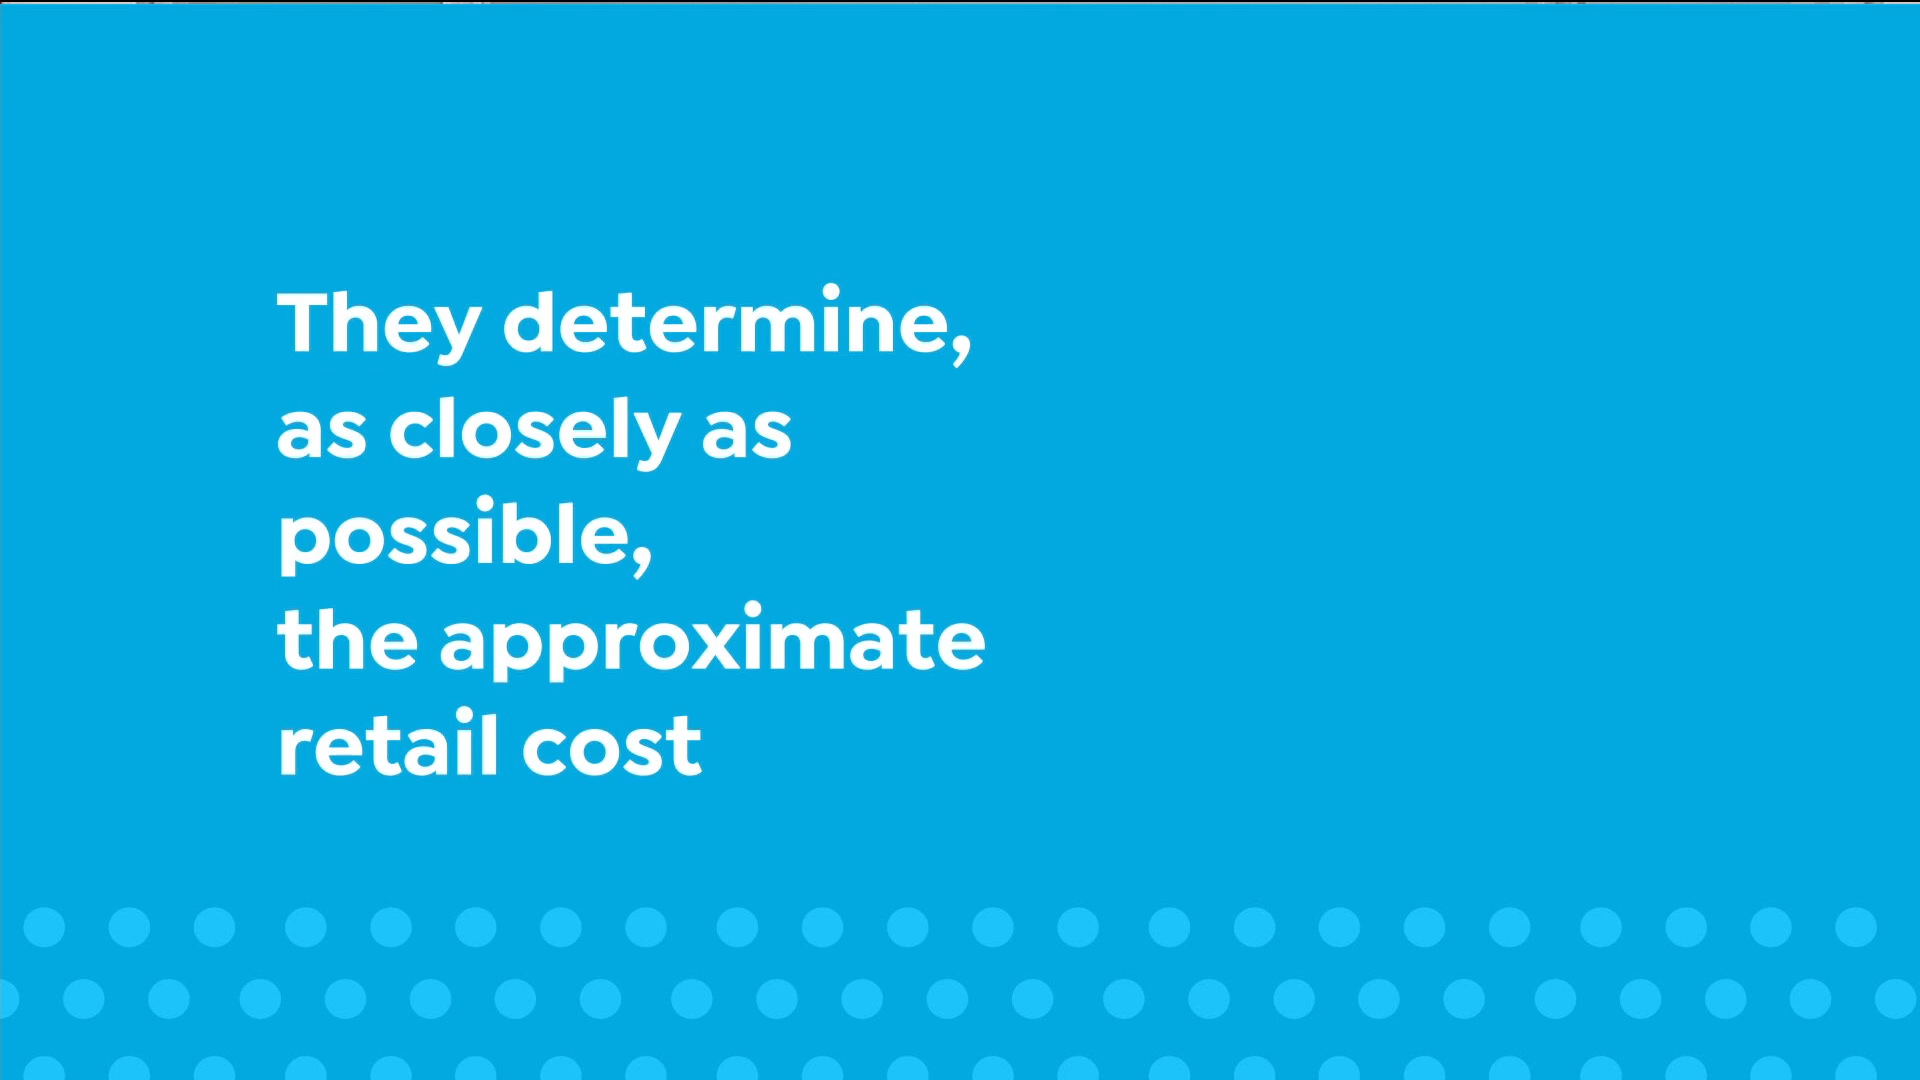 They determine,
as closely as
possible,
the approximate
retail cost